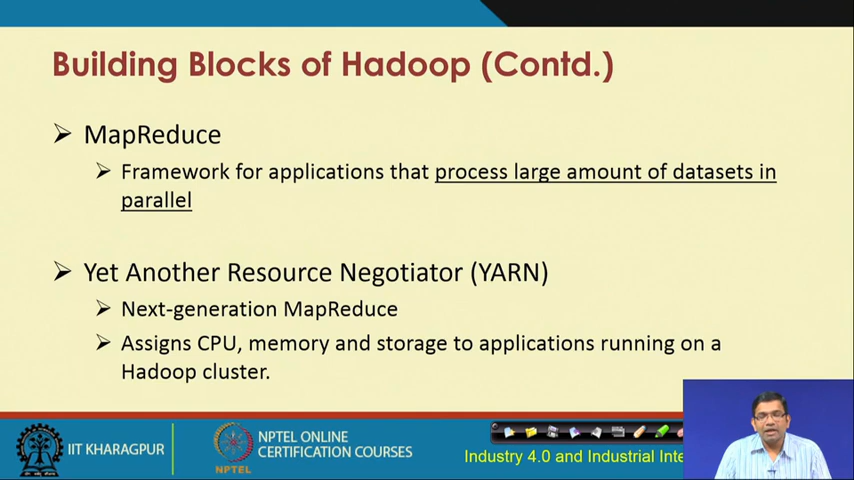 Building Blocks of Hadoop (Contd.)
MapReduce
Framework for applications that process large amount of datasets in
parallel
Yet Another Resource Negotiator (YARN)
Next-generation MapReduce
Assigns CPU, memory and storage to applications running on a
Hadoop cluster.
IIT KHARAGPUR
NPTEL
NPTEL ONLINE
CERTIFICATION COURSES
Industry 4.0 and Industrial Inte